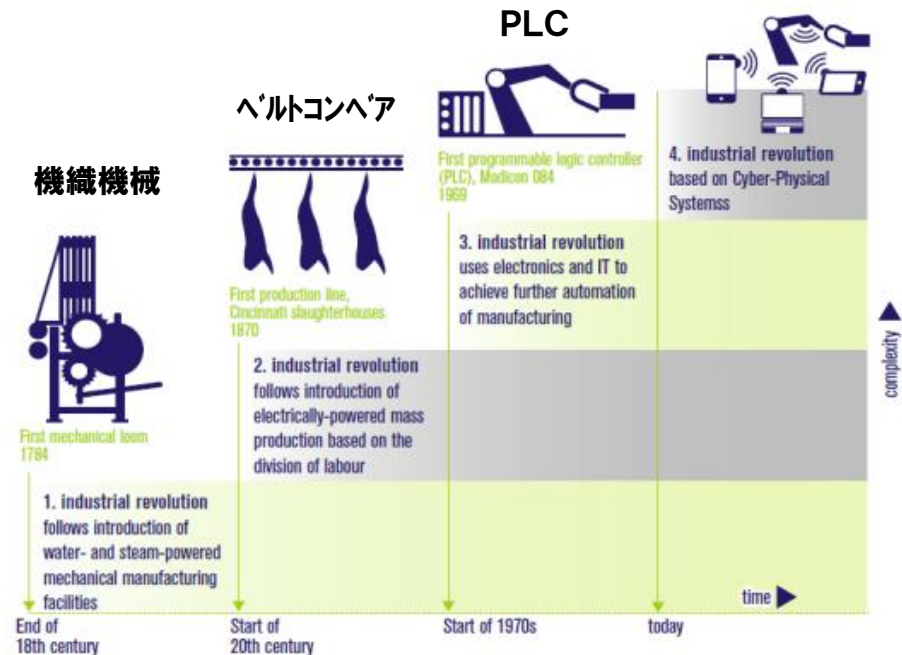 機織機械
First mechanical loom
1784
1. industrial revolution
follows introduction of
water- and steam-powered
mechanical manufacturing
facilities
End of
18th century
ベルトコンベア
First production line,
Cincinnati slaughterhouses
1870
2. industrial revolution
follows introduction of
electrically-powered mass
production based on the
division of labour
Start of
20th century
PLC
First programmable logic controller
(PLC), Modicon 084
1969
3. industrial revolution
uses electronics and IT to
achieve further automation
of manufacturing
Start of 1970s
4. industrial revolution
based on Cyber-Physical
Systemss
today
time
complexity